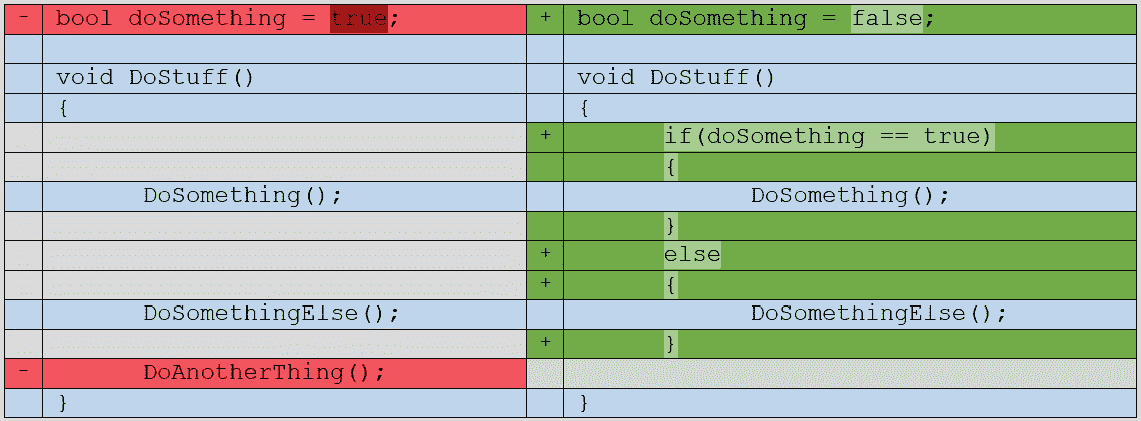 - bool doSomething = true; + bool doSomething = false;
void DoStuff() void DoStuff()
{ {
+ if(doSomething == true)
{
DoSomething(); DoSomething();
}
+ else
+ {
DoSomethingElse(); DoSomethingElse();
+ }
- DoAnotherThing();
} }